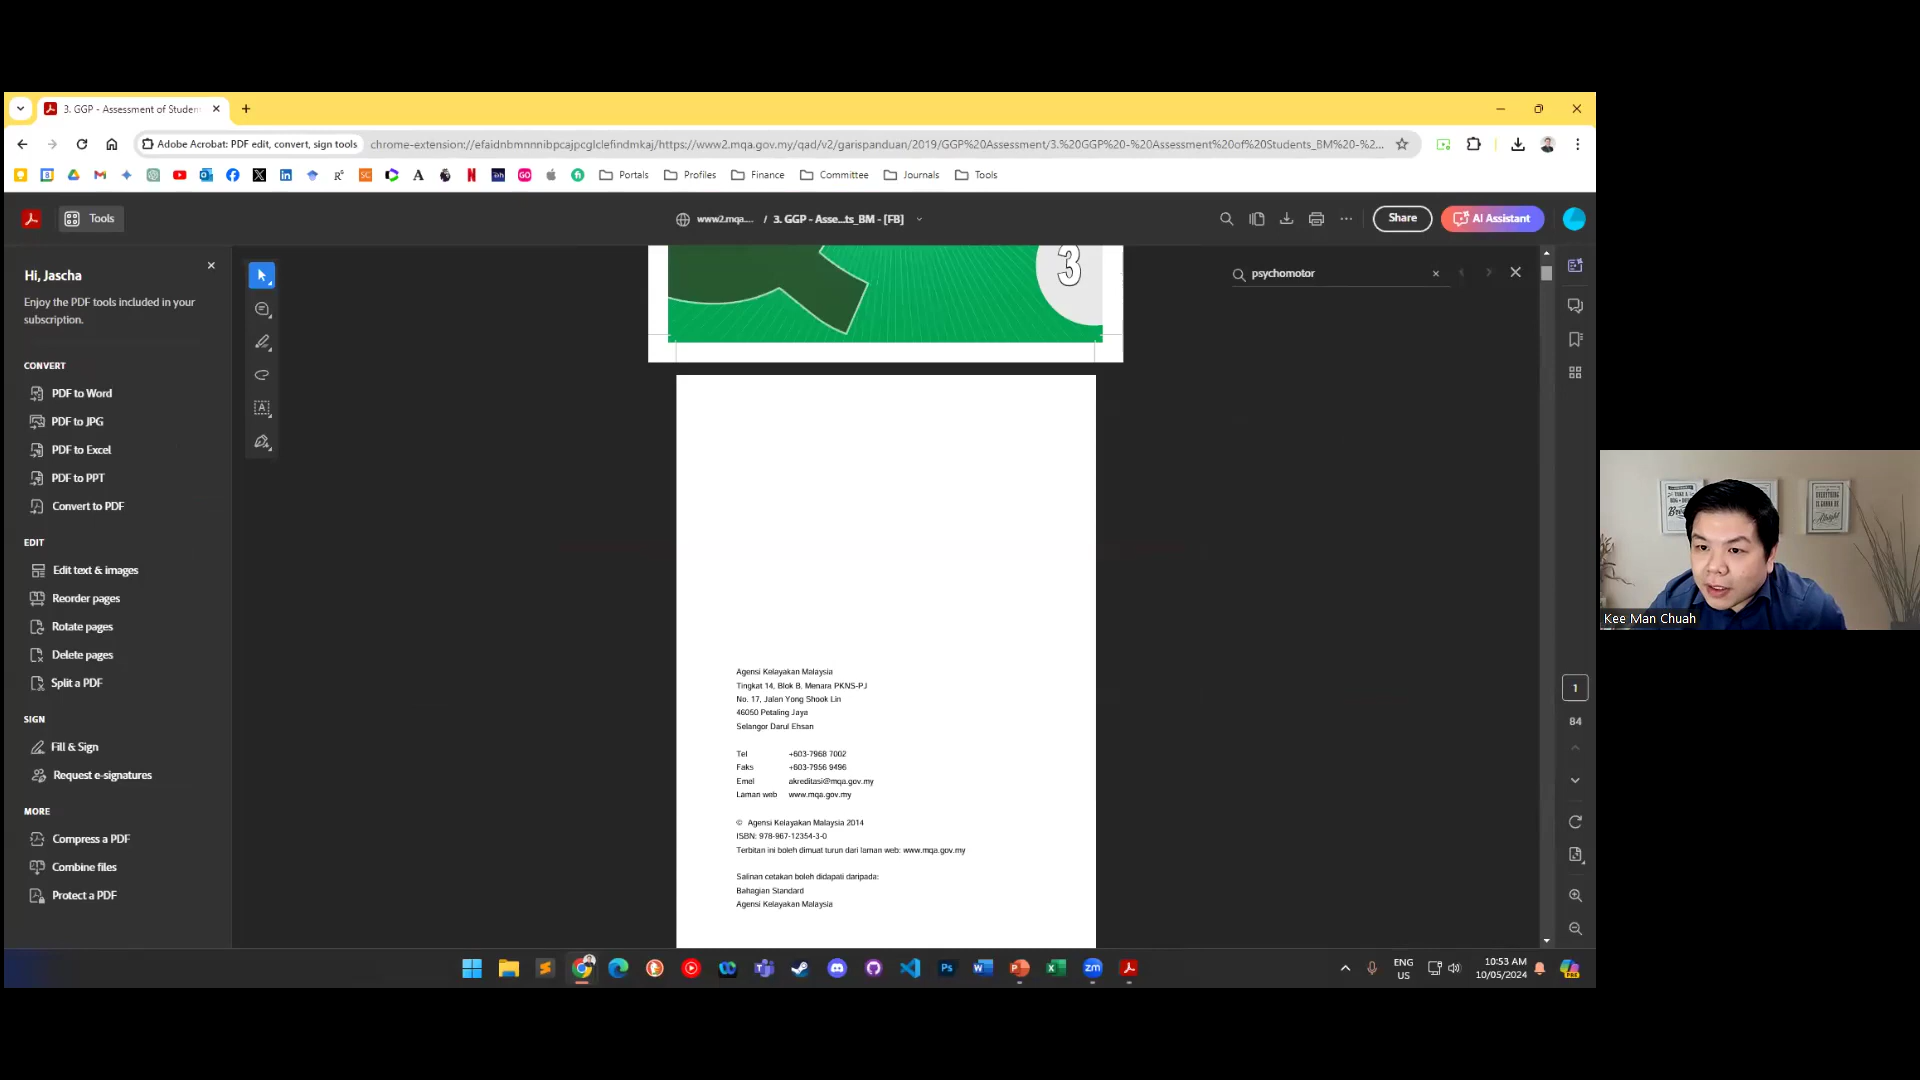 3. GGP - Assessment of Studen
Adobe Acrobat: PDF edit, convert, sign tools
chrome-extension://efaidnbmnnnibpcajpcglclefindmkaj/https://www2.mqa.gov.my/qad/v2/garispanduan/2019/GGP%20Assessment/3.%20GGP%20-%20Assessment%20of%20Students_BM%20-%2...
Portals
Profiles
Finance
Committee
Journals
Tools
Tools
www2.mqa.... / 3. GGP - Asse...ts_BM - [FB]
Share
AI Assistant
Hi, Jascha
Enjoy the PDF tools included in your
subscription.
CONVERT
PDF to Word
PDF to JPG
PDF to Excel
PDF to PPT
Convert to PDF
EDIT
Edit text & images
Reorder pages
Rotate pages
Delete pages
Split a PDF
SIGN
Fill & Sign
Request e-signatures
MORE
Compress a PDF
Combine files
Protect a PDF
3
psychomotor
Agensi Kelayakan Malaysia
Tingkat 14, Blok B, Menara PKNS-PJ
No. 17, Jalan Yong Shook Lin
46050 Petaling Jaya
Selangor Darul Ehsan
Tel +603-7968 7002
Faks +603-7956 9496
Emel akreditasi@mqa.gov.my
Laman web www.mqa.gov.my
© Agensi Kelayakan Malaysia 2014
ISBN: 978-967-12354-3-0
Terbitan ini boleh dimuat turun dari laman web: www.mqa.gov.my
Salinan cetakan boleh didapati daripada:
Bahagian Standard
Agensi Kelayakan Malaysia
1
84
Kee Man Chuah
ENG
US
10:53 AM
10/05/2024